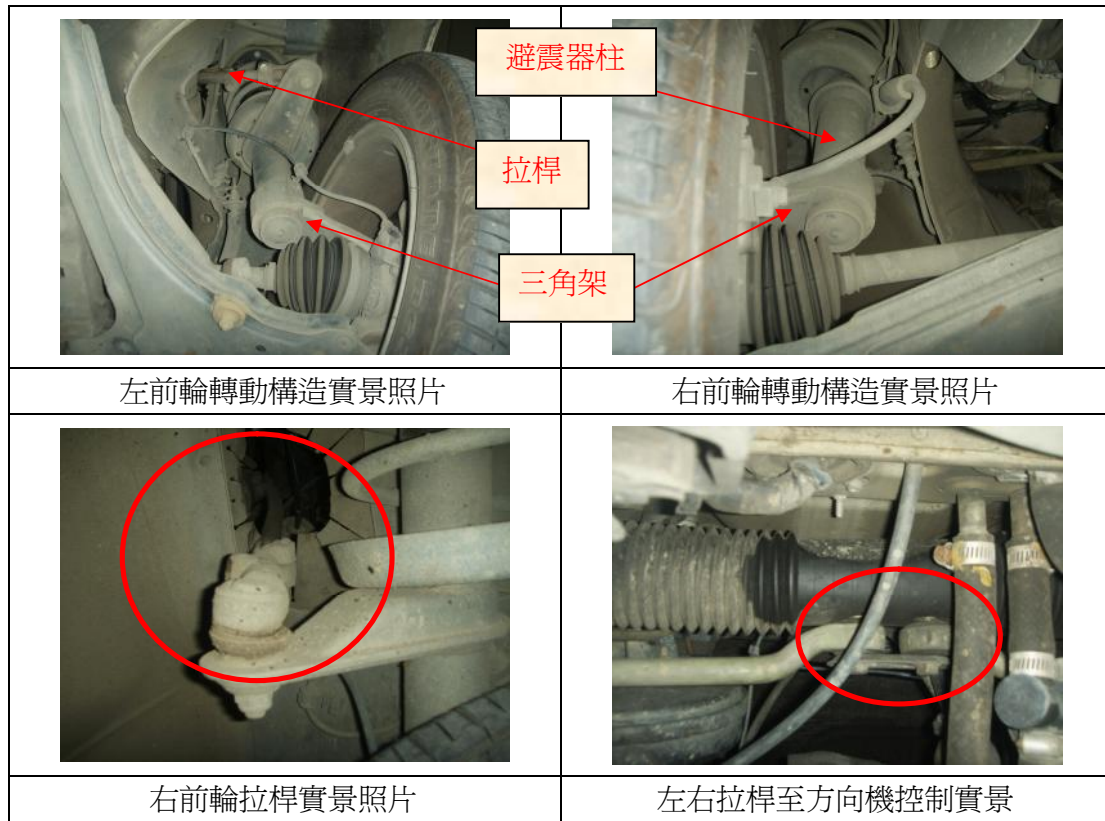 避震器柱
拉桿
三角架
左前輪轉動構造實景照片
右前輪轉動構造實景照片
右前輪拉桿實景照片
左右拉桿至方向機控制實景